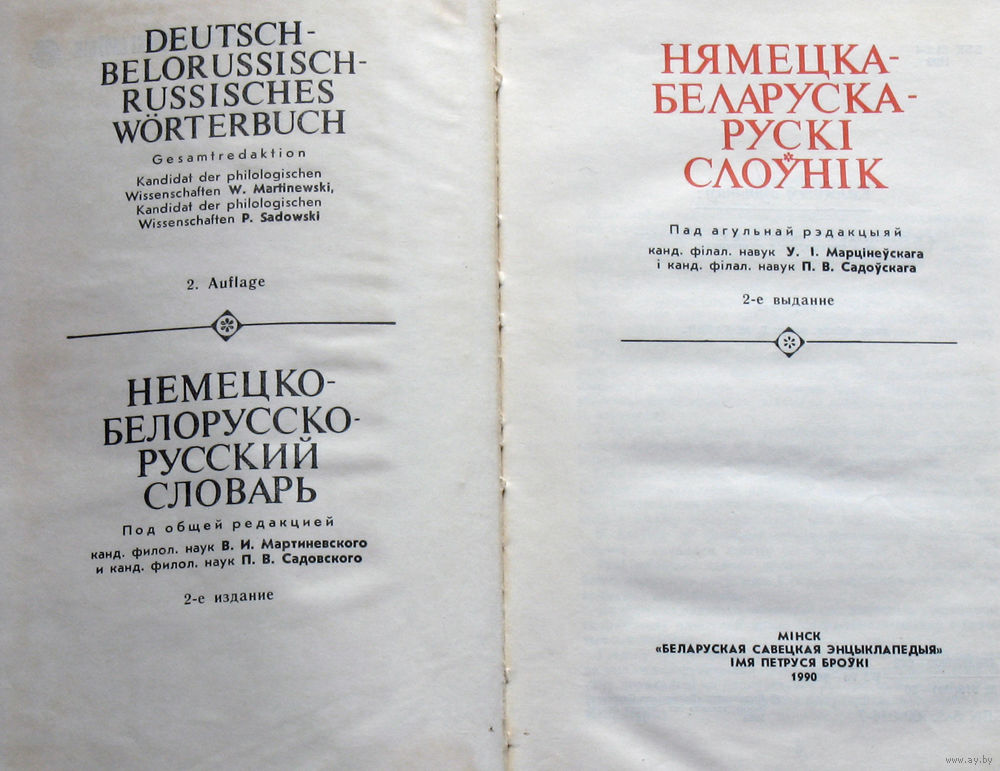 DEUTSCH-
BELORUSSISCH-
RUSSISCHES
WÖRTERBUCH
Gesamtredaktion
Kandidat der philologischen
Wissenschaften W. Martinewski,
Kandidat der philologischen
Wissenschaften P. Sadowski
2. Auflage
НЕМЕЦКО-
БЕЛОРУССКО-
РУССКИЙ
СЛОВАРЬ
Под общей редакцией
канд. филол. наук В. И. Мартиневского
и канд. филол. наук П. В. Садовского
2-е издание
НЯМЕЦКА-
БЕЛАРУСКА-
РУСКІ
СЛОЎНІК
Пад агульнай рэдакцыяй
канд. філал. навук У. І. Марцінеўскага
і канд. філал. навук П. В. Садоўскага
2-е выданне
МІНСК
«БЕЛАРУСКАЯ САВЕЦКАЯ ЭНЦЫКЛАПЕДЫЯ»
ІМЯ ПЕТРУСЯ БРОЎКІ
1990
www.ay.by